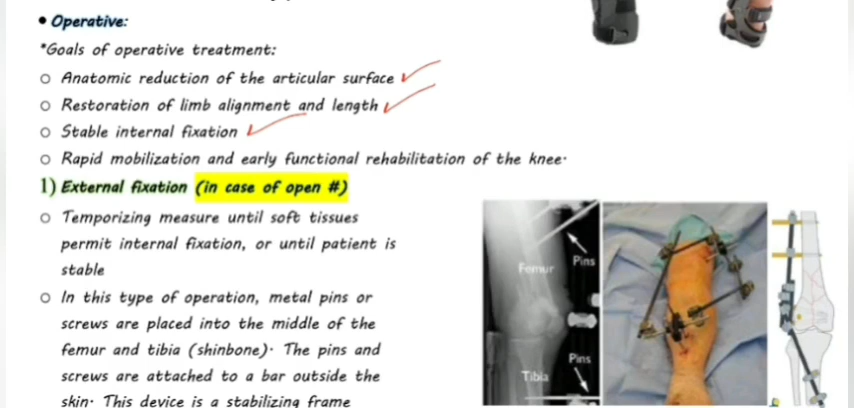 • Operative:
*Goals of operative treatment:
o Anatomic reduction of the articular surface
o Restoration of limb alignment and length
o Stable internal fixation
o Rapid mobilization and early functional rehabilitation of the knee.
1) External fixation (in case of open #)
o Temporizing measure until soft tissues
permit internal fixation, or until patient is
stable
o In this type of operation, metal pins or
screws are placed into the middle of the
femur and tibia (shinbone). The pins and
screws are attached to a bar outside the
skin. This device is a stabilizing frame
Pins
Femur
Pins
Tibia